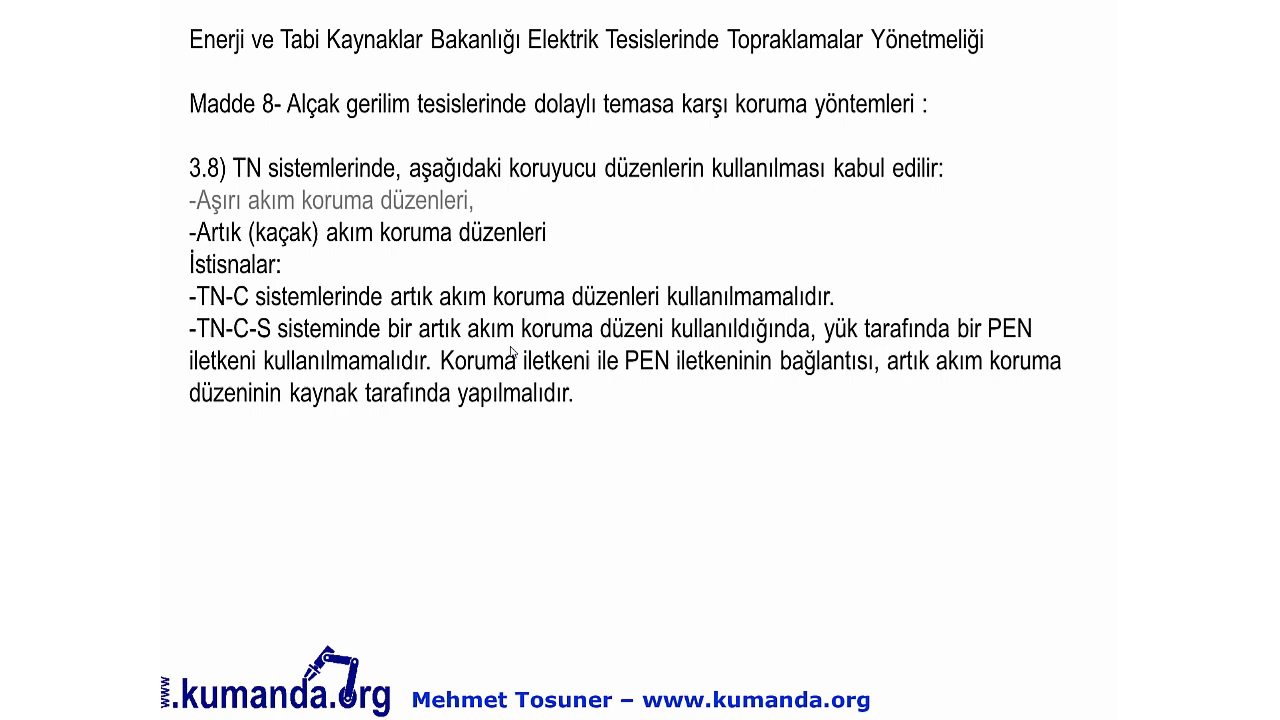 Enerji ve Tabi Kaynaklar Bakanlığı Elektrik Tesislerinde Topraklamalar Yönetmeliği
Madde 8- Alçak gerilim tesislerinde dolaylı temasa karşı koruma yöntemleri :
3.8) TN sistemlerinde, aşağıdaki koruyucu düzenlerin kullanılması kabul edilir:
-Aşırı akım koruma düzenleri,
-Artık (kaçak) akım koruma düzenleri
İstisnalar:
-TN-C sistemlerinde artık akım koruma düzenleri kullanılmamalıdır.
-TN-C-S sisteminde bir artık akım koruma düzeni kullanıldığında, yük tarafında bir PEN
iletkeni kullanılmamalıdır. Koruma iletkeni ile PEN iletkeninin bağlantısı, artık akım koruma
düzeninin kaynak tarafında yapılmalıdır.
www.kumanda.org Mehmet Tosuner – www.kumanda.org